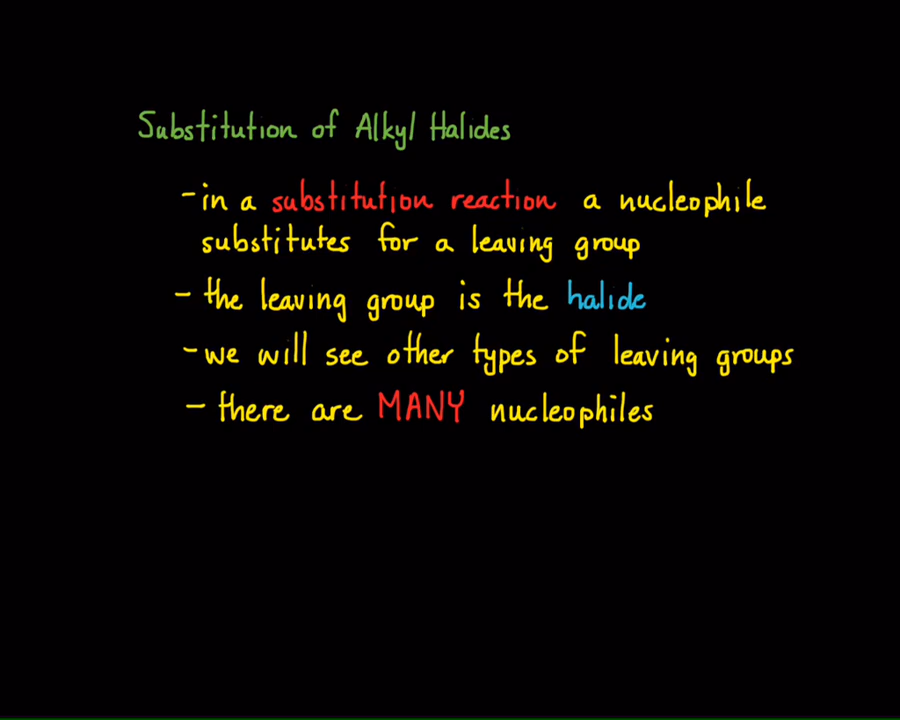 Substitution of Alkyl Halides
- in a substitution reaction a nucleophile
substitutes for a leaving group
- the leaving group is the halide
- we will see other types of leaving groups
- there are MANY nucleophiles